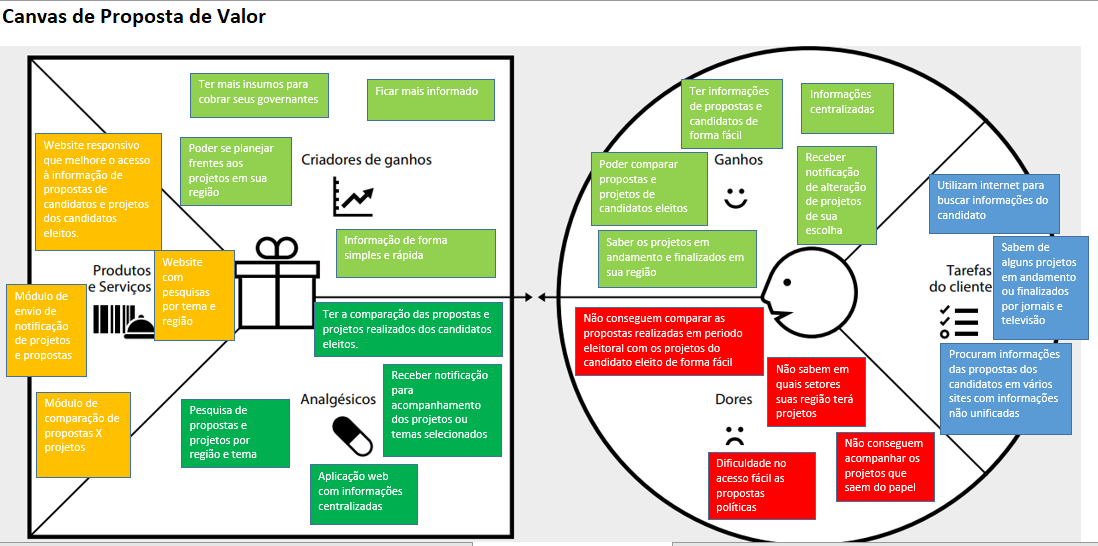 Canvas de Proposta de Valor
Ter mais insumos para
cobrar seus governantes
Ficar mais informado
Website responsivo
que melhore o acesso
à informação de
propostas de
candidatos e projetos
dos candidatos
eleitos.
Poder se planejar
frentes aos
projetos em sua
região
Criadores de ganhos
Informação de forma
simples e rápida
Produtos
e Serviços
Website
com
pesquisas
por tema e
região
Módulo de
envio de
notificação
de projetos
e propostas
Ter a comparação das propostas e
projetos realizados dos candidatos
eleitos.
Módulo de
comparação de
propostas X
projetos
Pesquisa de
propostas e
projetos por
região e tema
Analgésicos
Receber notificação
para
acompanhamento
dos projetos ou
temas selecionados
Aplicação web
com informações
centralizadas
Ter informações
de propostas e
candidatos de
forma fácil
Informações
centralizadas
Poder comparar
propostas e
projetos de
candidatos eleitos
Ganhos
Receber
notificação
de alteração
de projetos
de sua
escolha
Saber os projetos em
andamento e finalizados em
sua região
Utilizam internet para
buscar informações do
candidato
Tarefas
do cliente
Sabem de
alguns projetos
em andamento
ou finalizados
por jornais e
televisão
Procuram informações
das propostas dos
candidatos em vários
sites com informações
não unificadas
Não conseguem comparar as
propostas realizadas em periodo
eleitoral com os projetos do
candidato eleito de forma fácil
Não sabem em
quais setores
suas região terá
projetos
Dores
Não conseguem
acompanhar os
projetos que
saem do papel
Dificuldade no
acesso fácil as
propostas
políticas